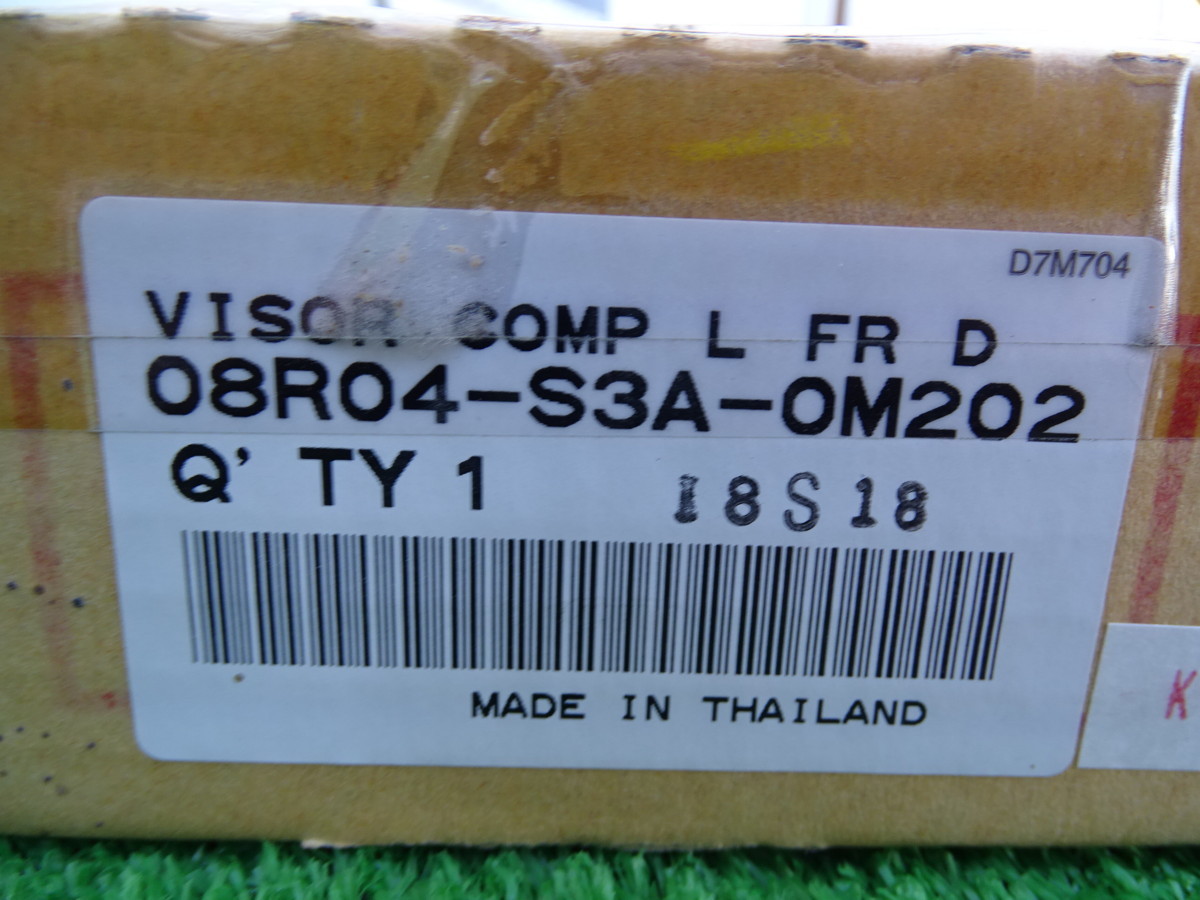 D7M704
VISOR COMP L FR D
08R04-S3A-0M202
Q'TY 1 18S18
MADE IN THAILAND
K